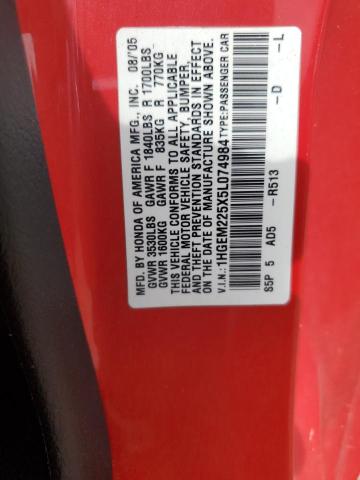 MFD. BY HONDA OF AMERICA MFG., INC. 08/'05
GVWR 3530LBS GAWR F 1840LBS R 1700LBS
GVWR 1600KG GAWR F 835KG R 770KG
THIS VEHICLE CONFORMS TO ALL APPLICABLE
FEDERAL MOTOR VEHICLE SAFETY, BUMPER,
AND THEFT PREVENTION STANDARDS IN EFFECT
ON THE DATE OF MANUFACTURE SHOWN ABOVE.
V.I.N.: 1HGEM225X5L074984 TYPE:PASSENGER CAR
S5P 5 AD5 -R513 -D -L